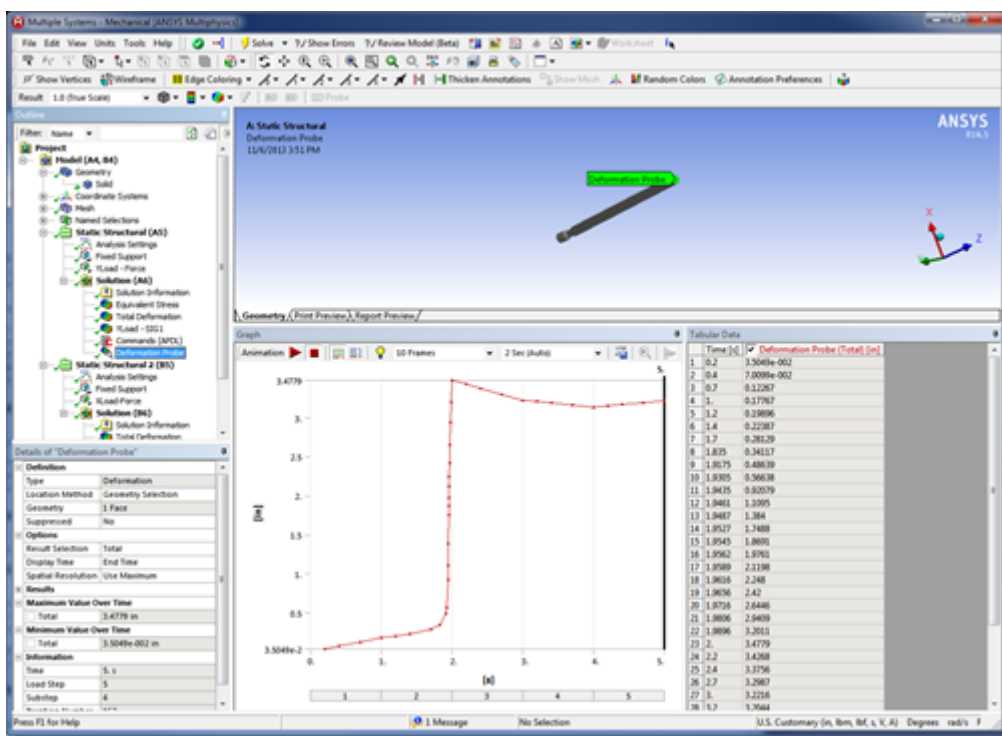 Multiple Systems - Mechanical [ANSYS Multiphysics]
File Edit View Units Tools Help Solve ?/ Show Errors ?/ Review Model (Beta) Worksheet
Show Vertices Wireframe Edge Coloring Thicken Annotations Show Mesh Random Colors Annotation Preferences
Result 1.0 (True Scale) Probe
Outline
Filter: Name
Project
Model (A4, B4)
Geometry
Solid
Coordinate Systems
Mesh
Named Selections
Static Structural (A5)
Analysis Settings
Fixed Support
YLoad - Force
Solution (A6)
Solution Information
Equivalent Stress
Total Deformation
YLoad - SIG1
Commands (APDL)
Deformation Probe
Static Structural 2 (B5)
Analysis Settings
Fixed Support
XLoad-Force
Solution (B6)
Solution Information
Total Deformation
Details of "Deformation Probe"
Definition
Type Deformation
Location Method Geometry Selection
Geometry 1 Face
Suppressed No
Options
Result Selection Total
Display Time End Time
Spatial Resolution Use Maximum
Results
Maximum Value Over Time
Total 3.4779 in
Minimum Value Over Time
Total 3.5049e-002 in
Information
Time 5. s
Load Step 5
Substep 4
A: Static Structural
Deformation Probe
11/6/2013 3:51 PM
ANSYS
R14.5
Deformation Probe
X
Y
Z
Geometry Print Preview Report Preview
Graph
Animation 10 Frames 2 Sec (Auto)
5.
3.4779
3.
2.5
2.
1.5
1.
0.5
3.5049e-2
[in]
0. 1. 2. 3. 4. 5.
[s]
1 2 3 4 5
Tabular Data
Time [s] Deformation Probe (Total) [in]
1 0.2 3.5049e-002
2 0.4 7.0099e-002
3 0.7 0.12267
4 1. 0.17767
5 1.2 0.19896
6 1.4 0.22387
7 1.7 0.28129
8 1.835 0.34117
9 1.9175 0.48639
10 1.9305 0.56638
11 1.9435 0.92079
12 1.9461 1.1095
13 1.9487 1.384
14 1.9527 1.7488
15 1.9545 1.8691
16 1.9562 1.9761
17 1.9589 2.1198
18 1.9616 2.248
19 1.9656 2.42
20 1.9716 2.6446
21 1.9806 2.9409
22 1.9896 3.2011
23 2. 3.4779
24 2.2 3.4268
25 2.4 3.3756
26 2.7 3.2967
27 3. 3.2216
28 3.2
Press F1 for Help 1 Message No Selection U.S. Customary (in, lbm, lbf, s, V, A) Degrees rad/s F